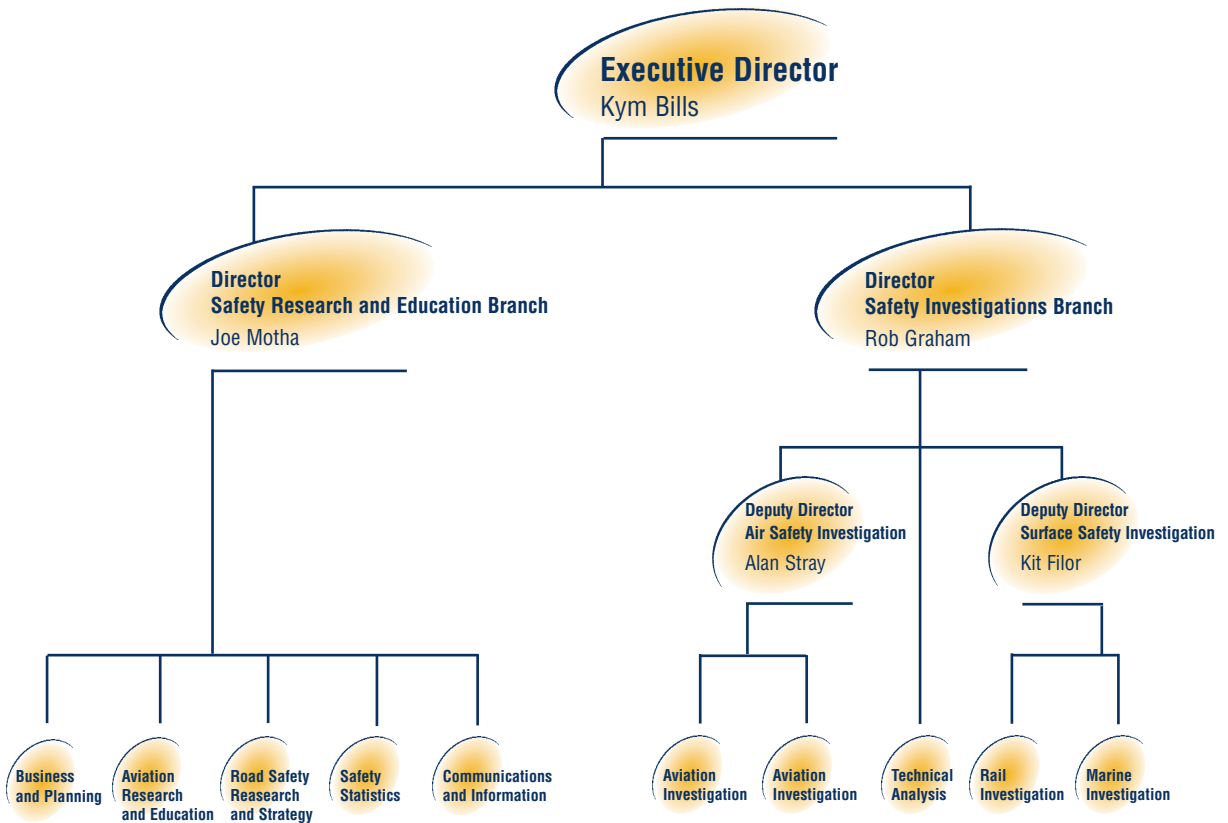 Executive Director
Kym Bills
Director
Safety Research and Education Branch
Joe Motha
Director
Safety Investigations Branch
Rob Graham
Deputy Director
Air Safety Investigation
Alan Stray
Deputy Director
Surface Safety Investigation
Kit Filor
Business
and Planning
Aviation
Research
and Education
Road Safety
Reasearch
and Strategy
Safety
Statistics
Communications
and Information
Aviation
Investigation
Aviation
Investigation
Technical
Analysis
Rail
Investigation
Marine
Investigation